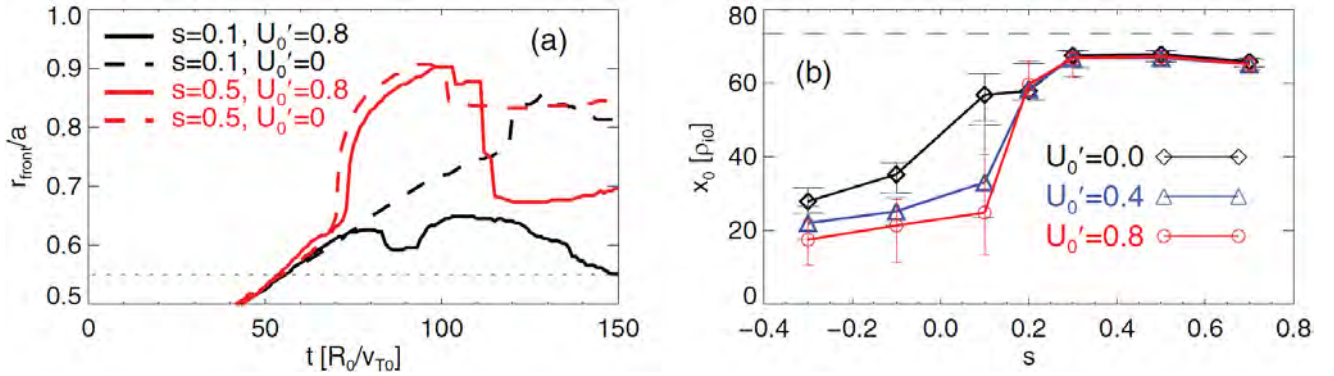 (a)
s=0.1, U₀'=0.8
s=0.1, U₀'=0
s=0.5, U₀'=0.8
s=0.5, U₀'=0
1.0
0.9
0.8
0.7
0.6
0.5
r_front/a
0 50 100 150
t [R₀/v_T0]
(b)
80
60
40
20
0
x₀ [ρ_i0]
U₀'=0.0
U₀'=0.4
U₀'=0.8
−0.4 −0.2 0.0 0.2 0.4 0.6 0.8
s